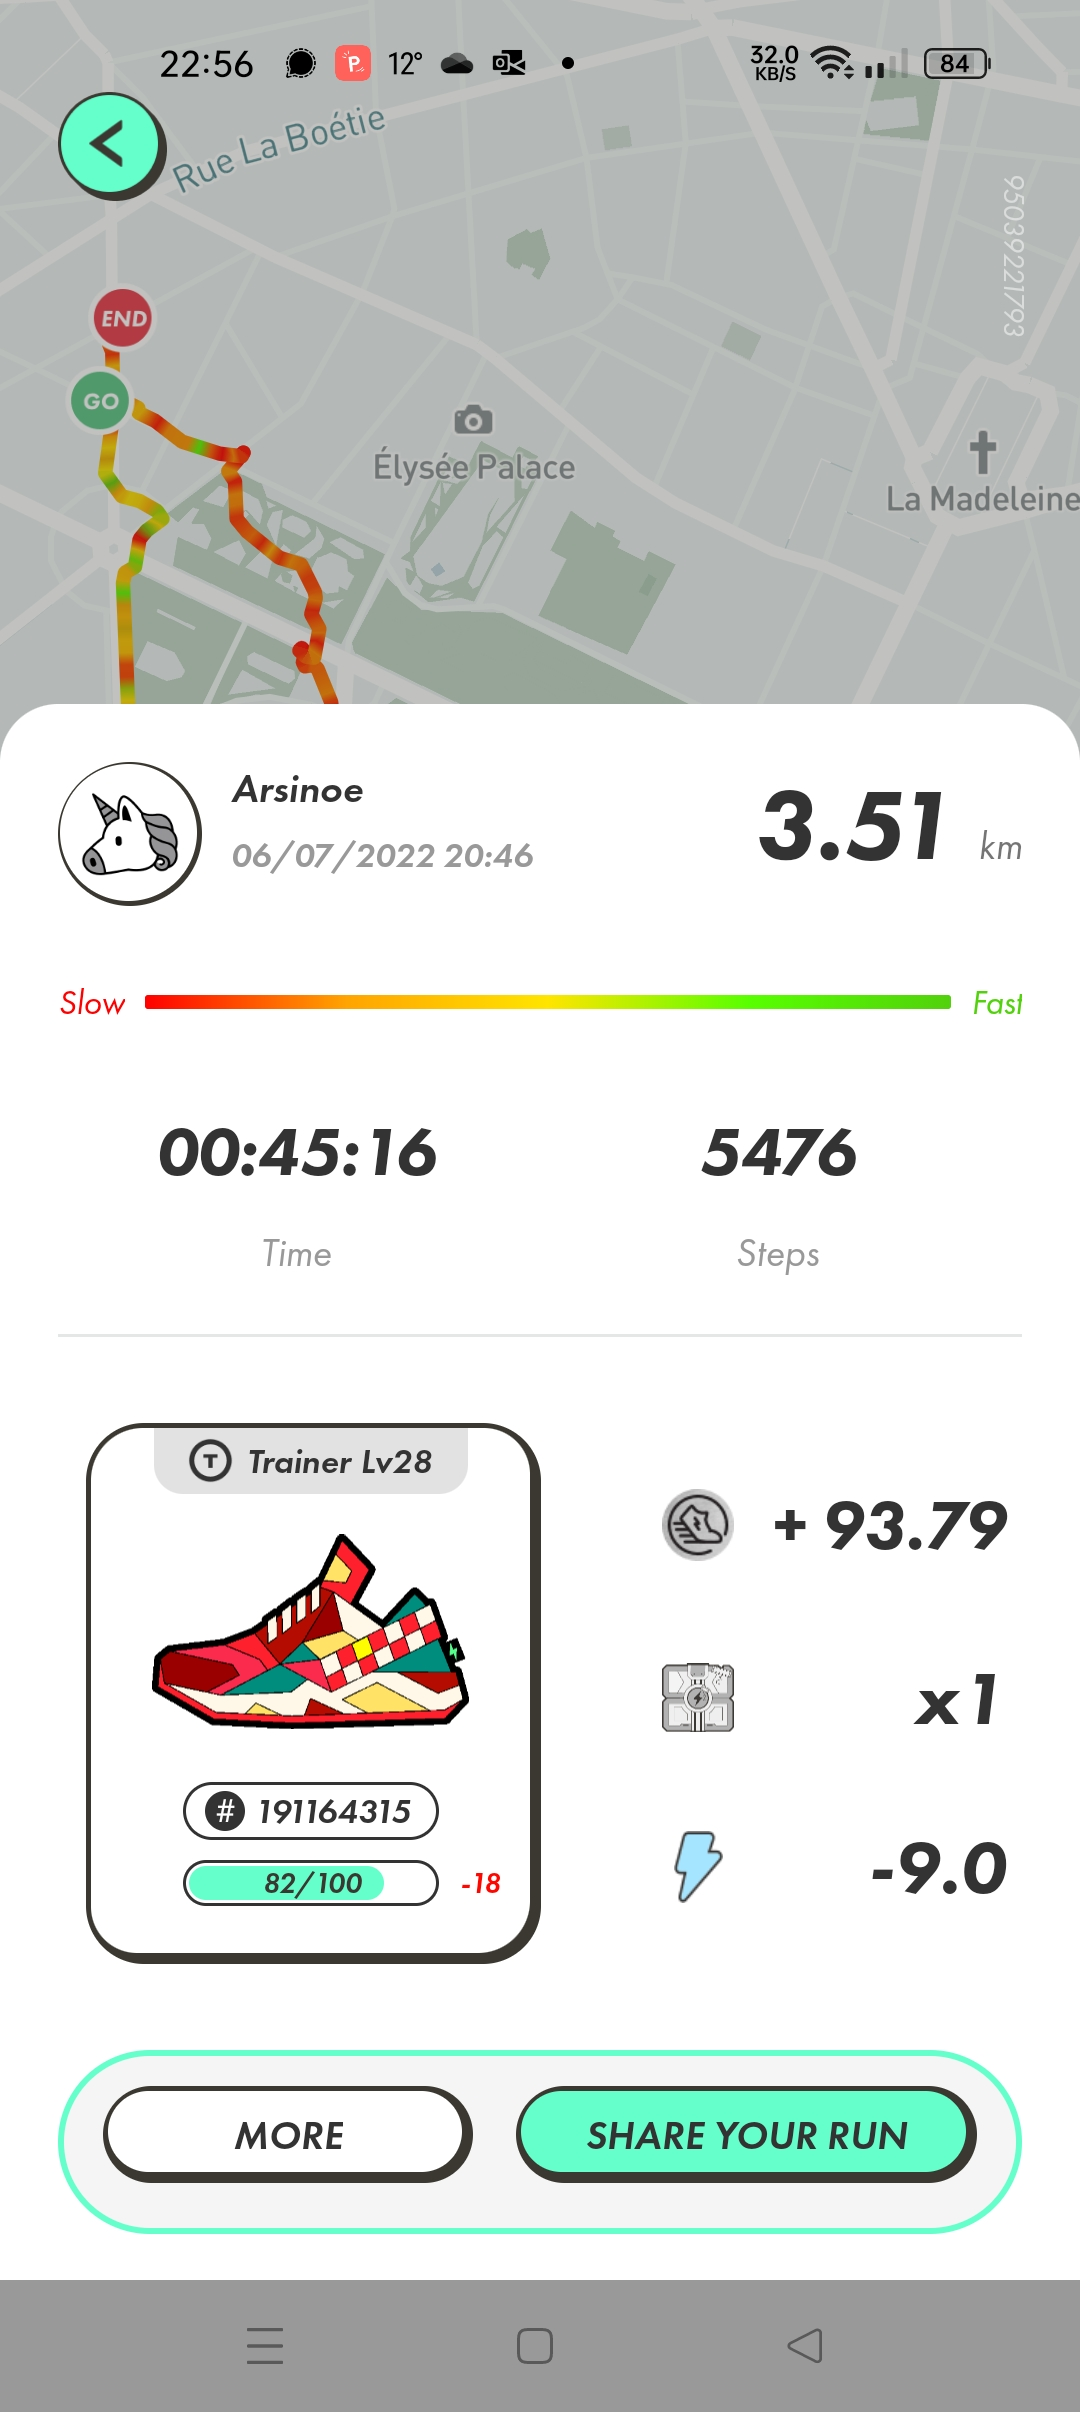 22:56 P 12° 32.0 KB/S 84
Rue La Boétie
95039221793
END
GO
Élysée Palace
La Madeleine
Arsinoe
06/07/2022 20:46
3.51 km
Slow Fast
00:45:16 5476
Time Steps
T Trainer Lv28
+ 93.79
x1
# 191164315
82/100 -18
-9.0
MORE SHARE YOUR RUN